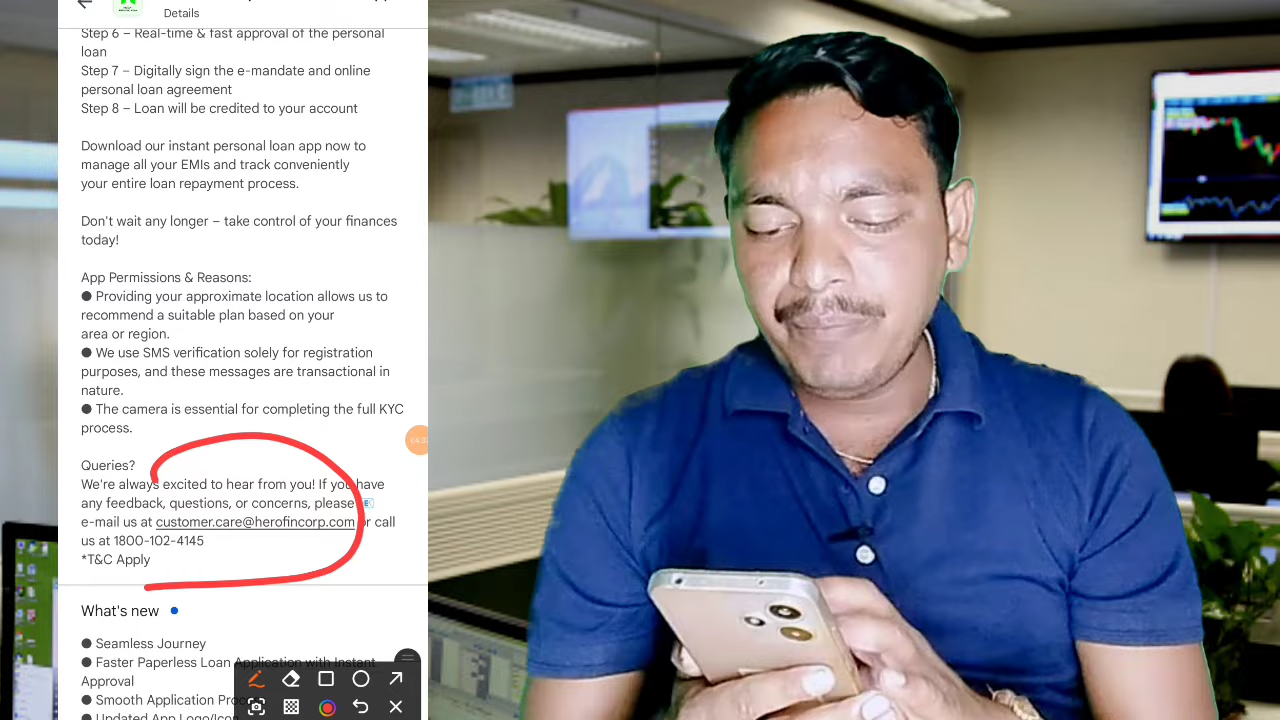 Details
Step 6 – Real-time & fast approval of the personal
loan
Step 7 – Digitally sign the e-mandate and online
personal loan agreement
Step 8 – Loan will be credited to your account
Download our instant personal loan app now to
manage all your EMIs and track conveniently
your entire loan repayment process.
Don't wait any longer – take control of your finances
today!
App Permissions & Reasons:
● Providing your approximate location allows us to
recommend a suitable plan based on your
area or region.
● We use SMS verification solely for registration
purposes, and these messages are transactional in
nature.
● The camera is essential for completing the full KYC
process.
Queries?
We're always excited to hear from you! If you have
any feedback, questions, or concerns, please 📧
e-mail us at customer.care@herofincorp.com or call
us at 1800-102-4145
*T&C Apply
What's new
● Seamless Journey
● Faster Paperless Loan Application with Instant
Approval
● Smooth Application
● Updated App Logo/Icon